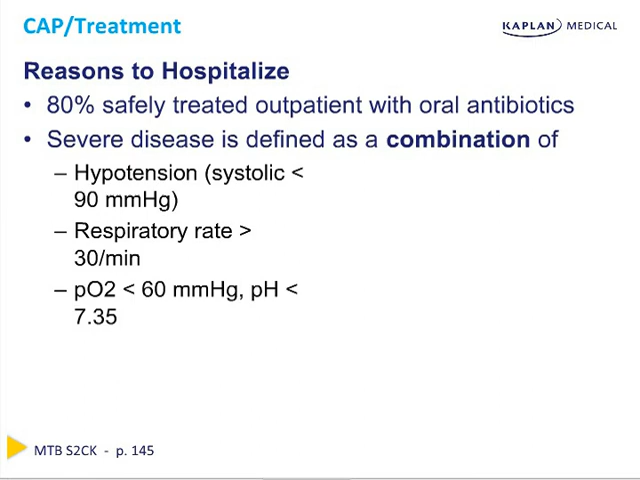 CAP/Treatment
KAPLAN MEDICAL
Reasons to Hospitalize
• 80% safely treated outpatient with oral antibiotics
• Severe disease is defined as a combination of
– Hypotension (systolic <
90 mmHg)
– Respiratory rate >
30/min
– pO2 < 60 mmHg, pH <
7.35
MTB S2CK - p. 145